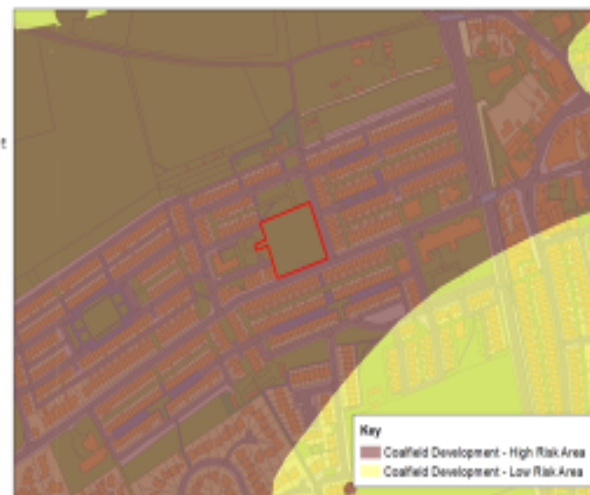 Key
Coalfield Development - High Risk Area
Coalfield Development - Low Risk Area